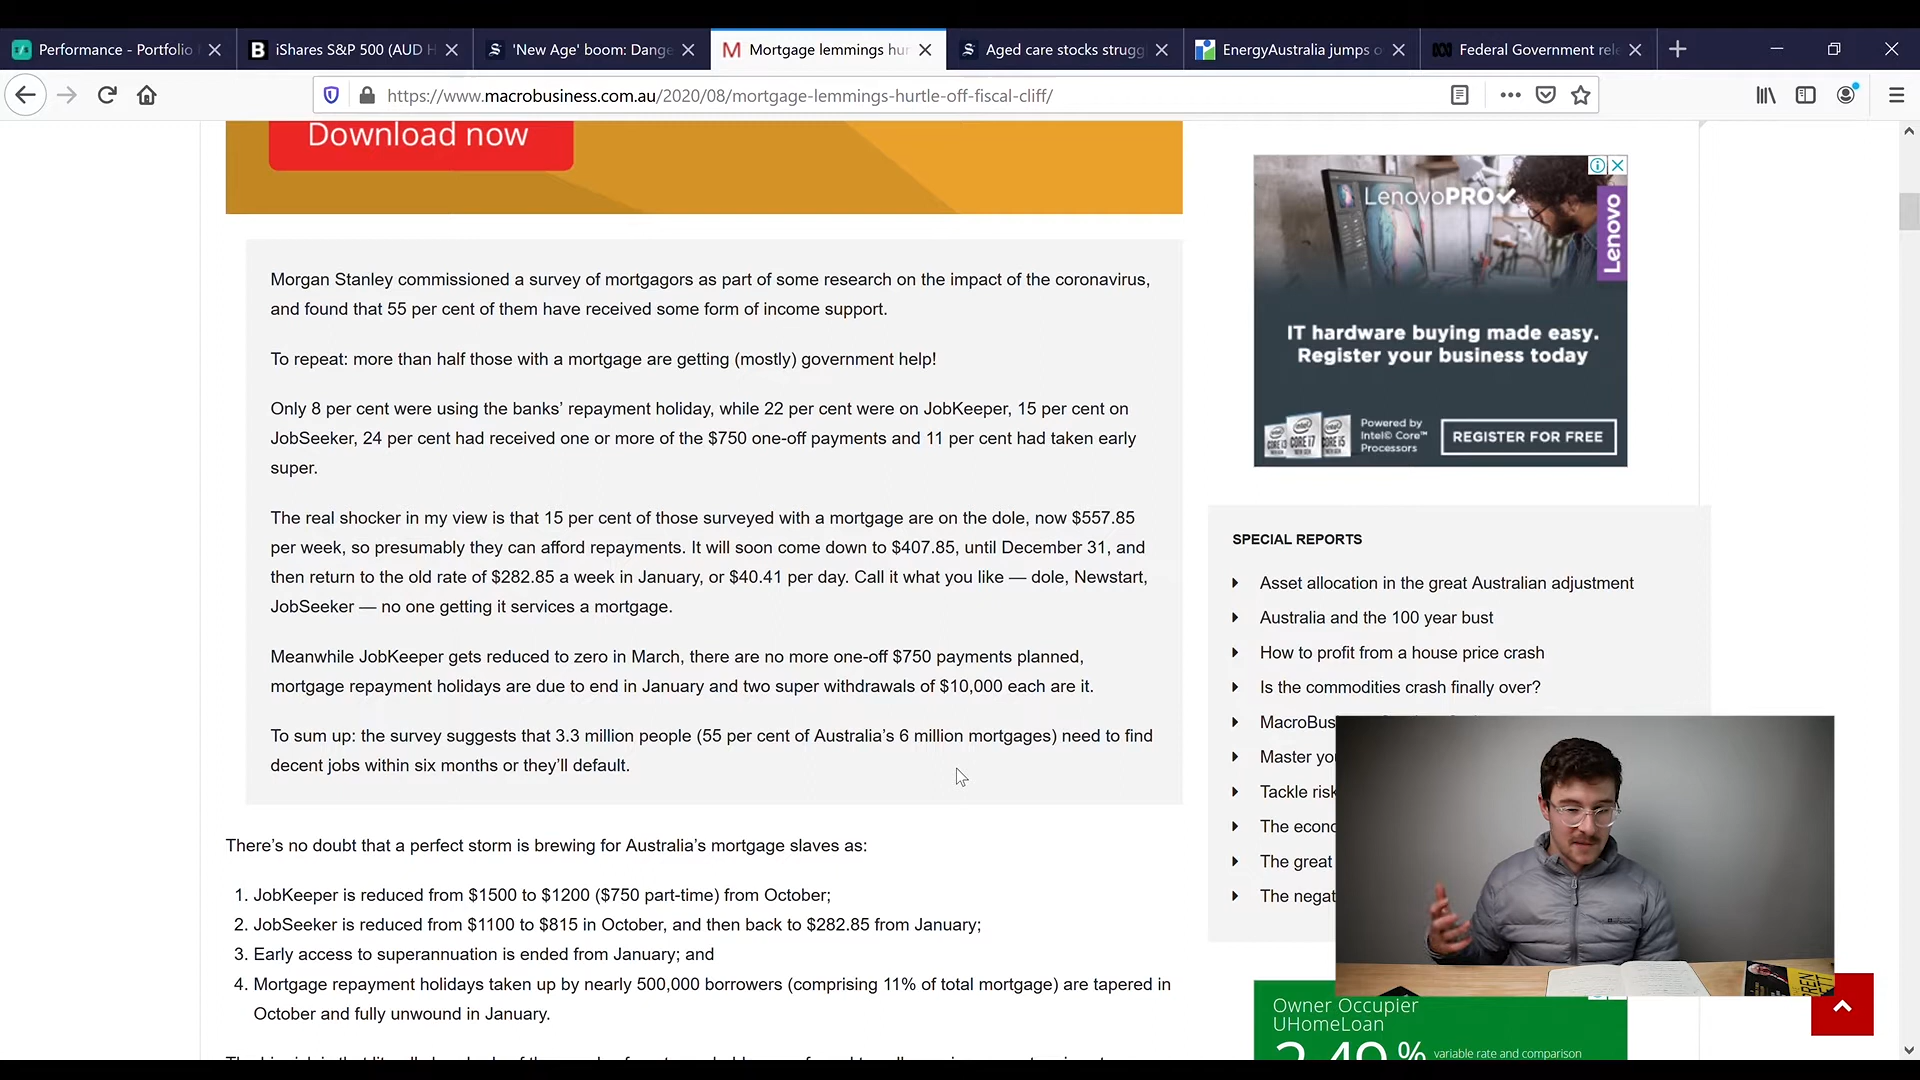 Performance - Portfolio
iShares S&P 500 (AUD H
'New Age' boom: Dange
Mortgage lemmings hur
Aged care stocks strugg
EnergyAustralia jumps o
Federal Government rele
https://www.macrobusiness.com.au/2020/08/mortgage-lemmings-hurtle-off-fiscal-cliff/
Download now
Morgan Stanley commissioned a survey of mortgagors as part of some research on the impact of the coronavirus,
and found that 55 per cent of them have received some form of income support.
To repeat: more than half those with a mortgage are getting (mostly) government help!
Only 8 per cent were using the banks’ repayment holiday, while 22 per cent were on JobKeeper, 15 per cent on
JobSeeker, 24 per cent had received one or more of the $750 one-off payments and 11 per cent had taken early
super.
The real shocker in my view is that 15 per cent of those surveyed with a mortgage are on the dole, now $557.85
per week, so presumably they can afford repayments. It will soon come down to $407.85, until December 31, and
then return to the old rate of $282.85 a week in January, or $40.41 per day. Call it what you like — dole, Newstart,
JobSeeker — no one getting it services a mortgage.
Meanwhile JobKeeper gets reduced to zero in March, there are no more one-off $750 payments planned,
mortgage repayment holidays are due to end in January and two super withdrawals of $10,000 each are it.
To sum up: the survey suggests that 3.3 million people (55 per cent of Australia’s 6 million mortgages) need to find
decent jobs within six months or they’ll default.
There’s no doubt that a perfect storm is brewing for Australia’s mortgage slaves as:
1. JobKeeper is reduced from $1500 to $1200 ($750 part-time) from October;
2. JobSeeker is reduced from $1100 to $815 in October, and then back to $282.85 from January;
3. Early access to superannuation is ended from January; and
4. Mortgage repayment holidays taken up by nearly 500,000 borrowers (comprising 11% of total mortgage) are tapered in
October and fully unwound in January.
LenovoPRO
Lenovo
IT hardware buying made easy.
Register your business today
CORE i3
CORE i7
CORE i5
Powered by
Intel© Core™
Processors
REGISTER FOR FREE
SPECIAL REPORTS
Asset allocation in the great Australian adjustment
Australia and the 100 year bust
How to profit from a house price crash
Is the commodities crash finally over?
MacroBus
Master yo
Tackle risk
The econo
The great
The negat
Owner Occupier
UHomeLoan
%
variable rate and comparison